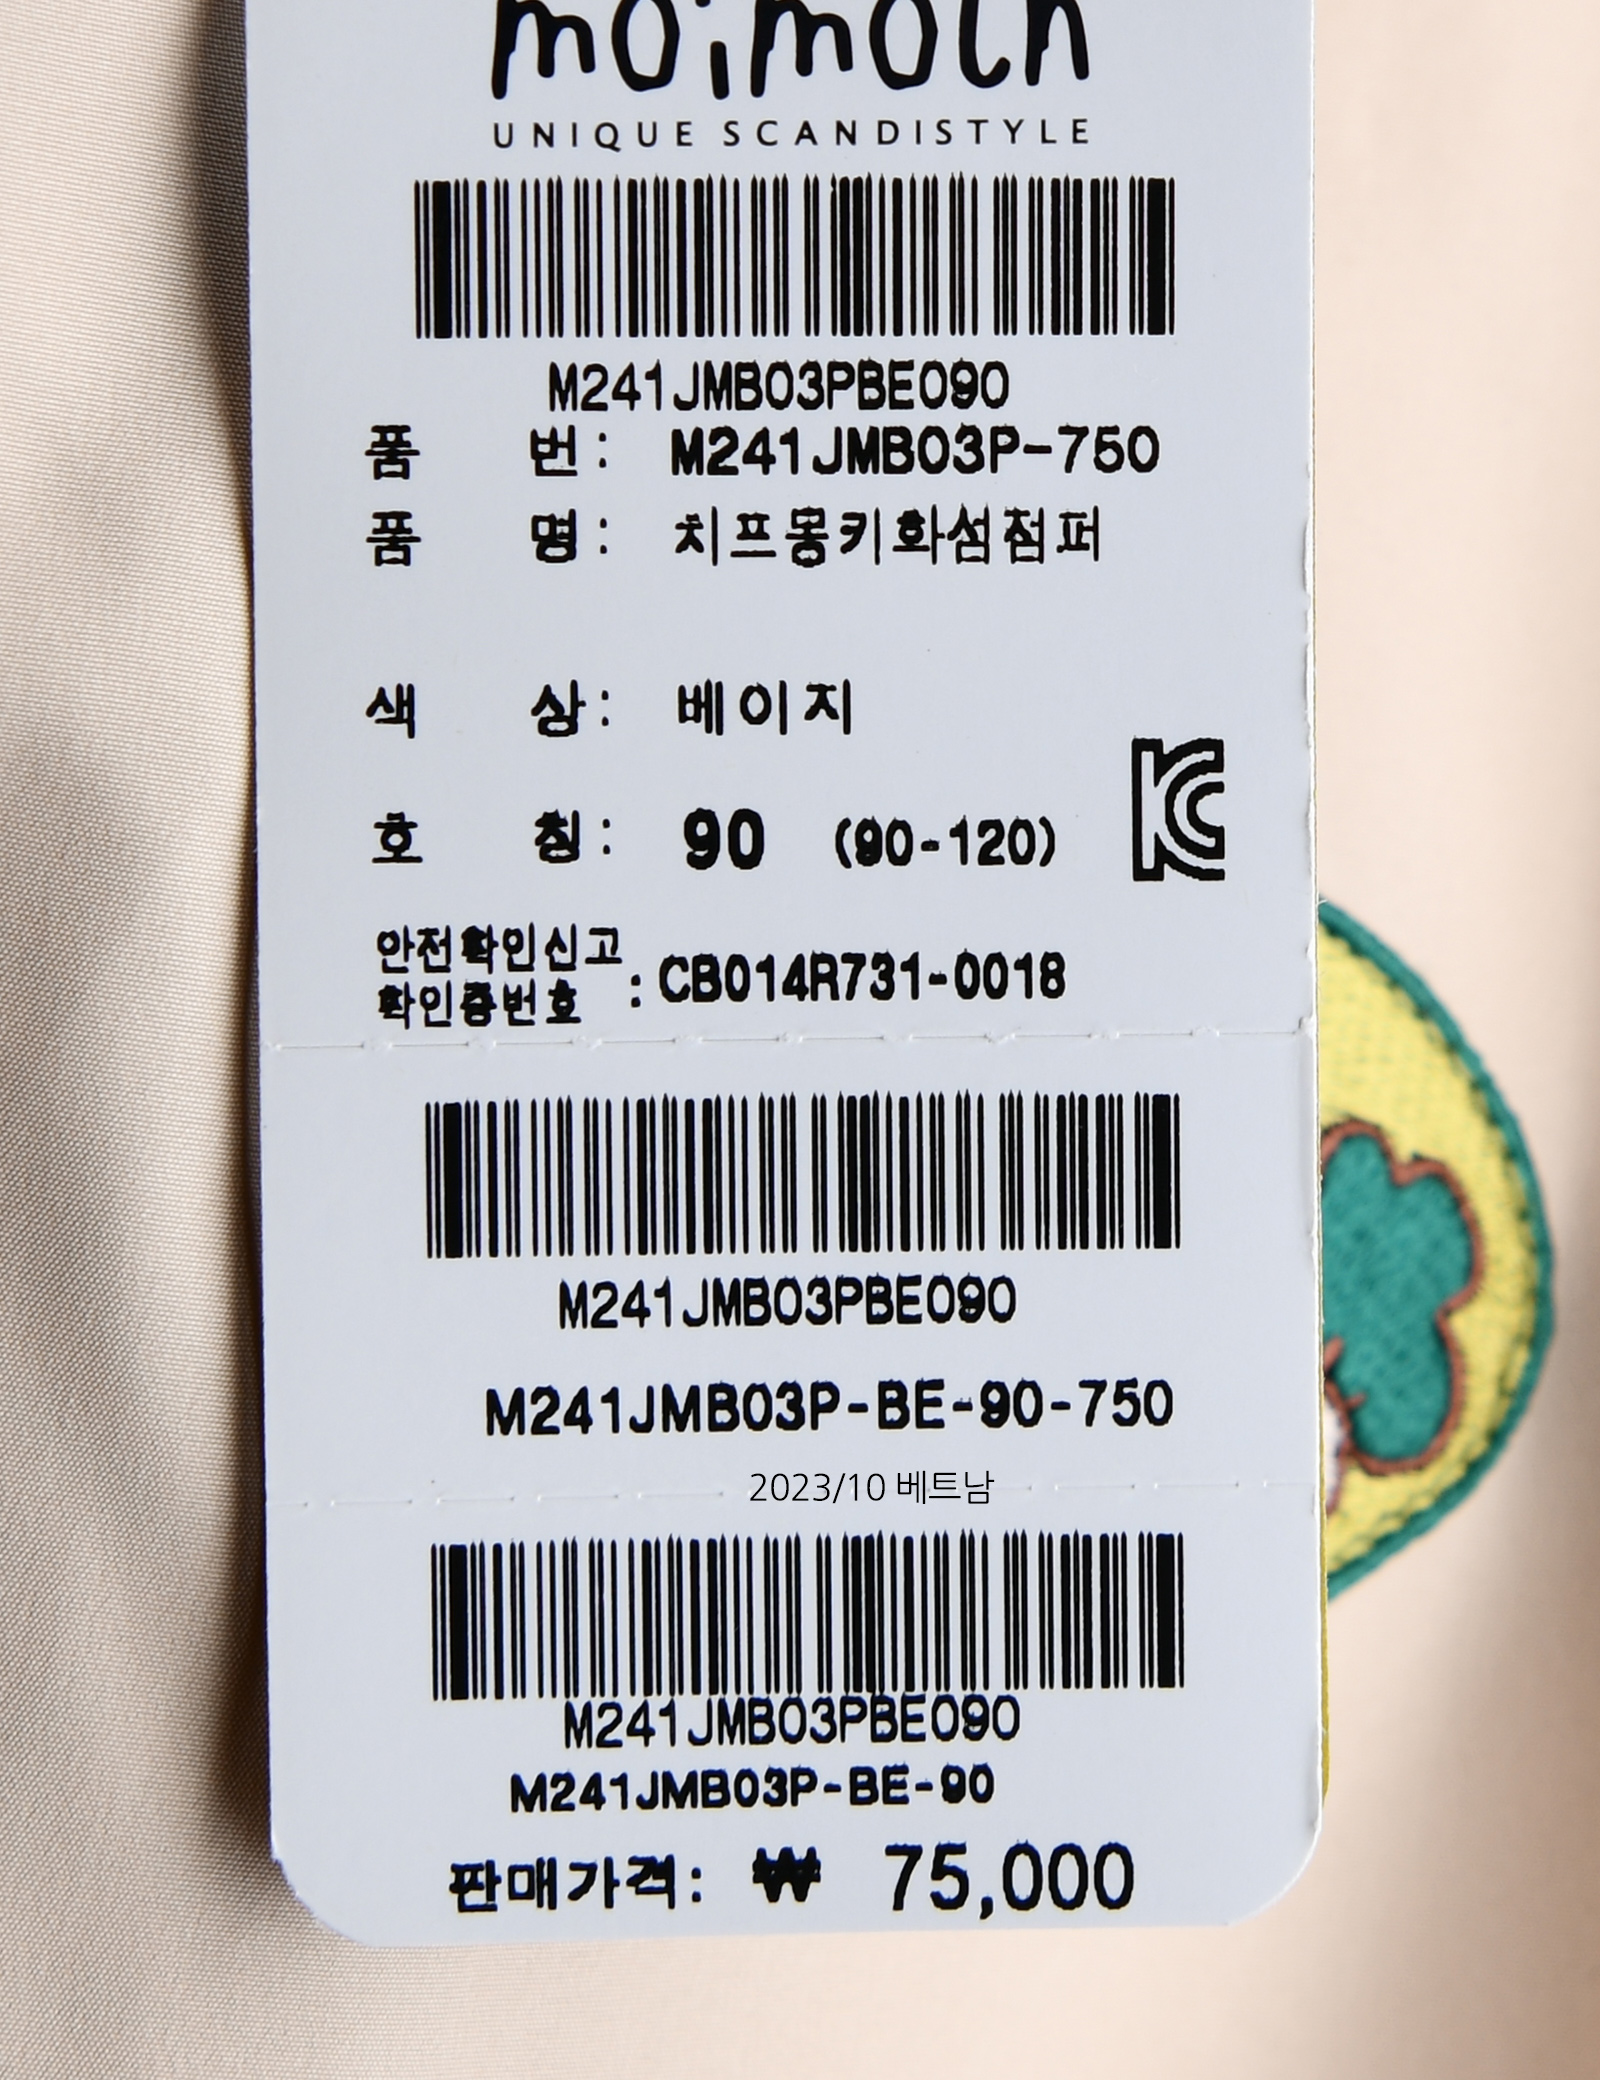 moimoln
UNIQUE SCANDISTYLE
M241JMB03PBE090
품 번: M241JMB03P-750
품 명: 치프몽키화섬점퍼
색 상: 베이지
호 칭: 90 (90-120)
안전확인신고
확인증번호 : CB014R731-0018
M241JMB03PBE090
M241JMB03P-BE-90-750
2023/10 베트남
M241JMB03PBE090
M241JMB03P-BE-90
판매가격: ₩ 75,000